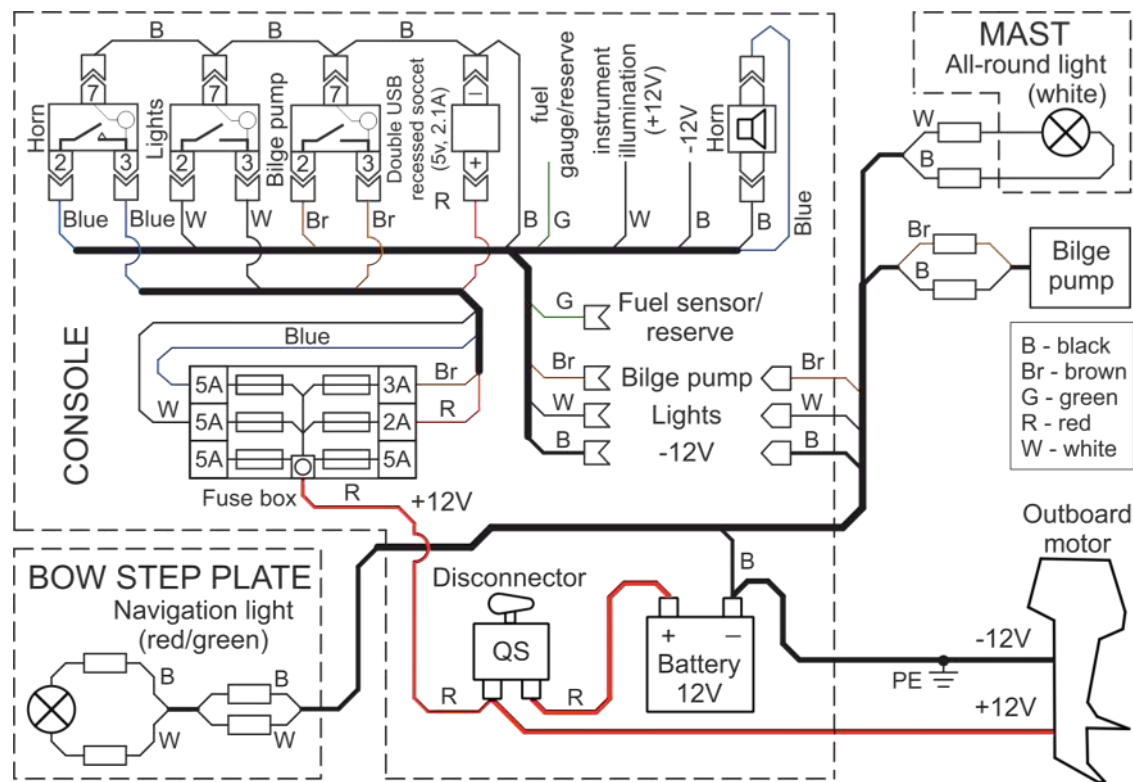 B
B
B
7
7
7
−
+
2
3
2
3
2
3
Horn
Lights
Bilge pump
Double USB
recessed soccet
(5v, 2.1A)
fuel
gauge/reserve
instrument
illumination
(+12V)
-12V
Horn
Blue
Blue
W
W
Br
Br
R
B
G
W
B
B
Blue
MAST
All-round light
(white)
W
B
Br
B
Bilge
pump
B - black
Br - brown
G - green
R - red
W - white
CONSOLE
Blue
W
5A
3A
Br
5A
2A
R
5A
5A
Fuse box
R
+12V
G
Fuel sensor/
reserve
Br
Bilge pump
Br
W
Lights
W
B
-12V
B
BOW STEP PLATE
Navigation light
(red/green)
B
W
B
W
Disconnector
QS
R
R
B
+
−
Battery
12V
Outboard
motor
-12V
PE
+12V